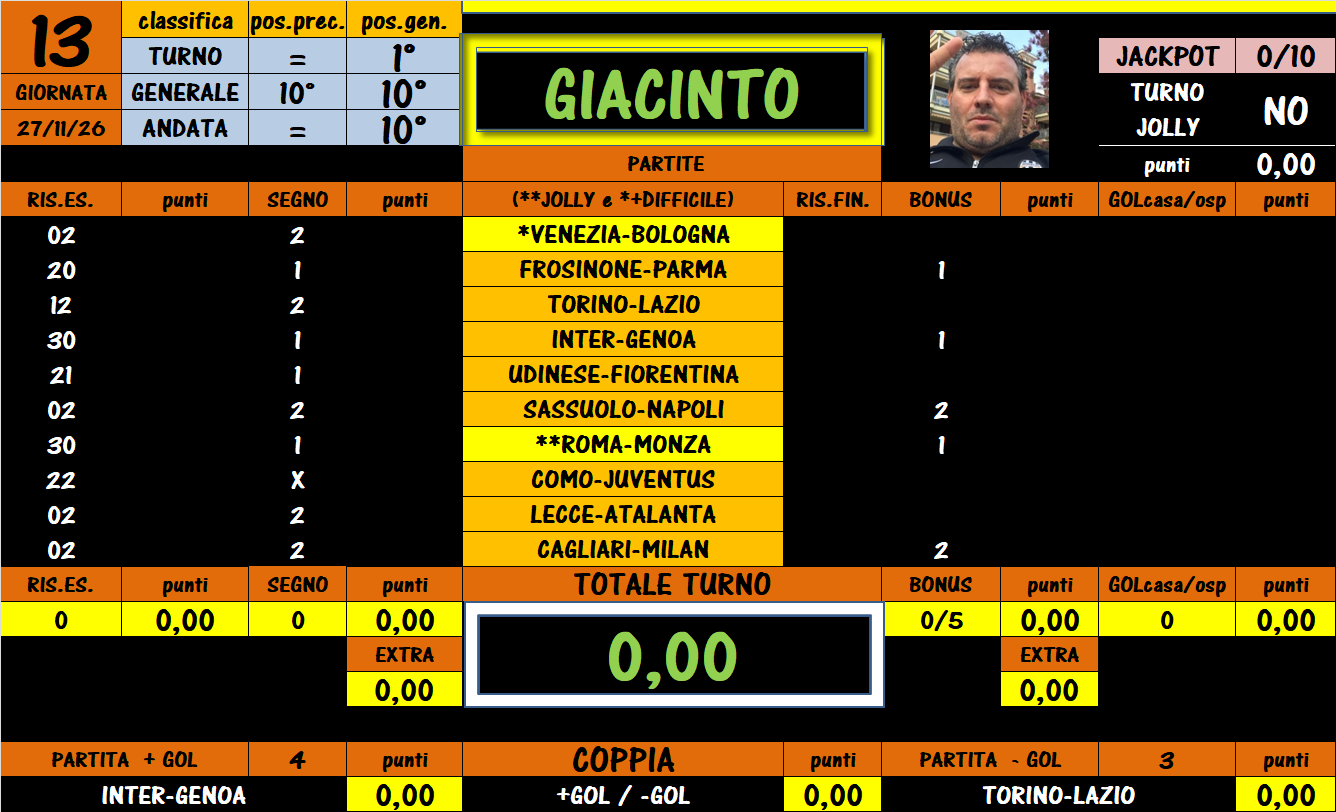 13 classifica pos.prec. pos.gen.
TURNO = 1°
GIORNATA GENERALE 10° 10°
27/11/26 ANDATA = 10°
GIACINTO
JACKPOT 0/10
TURNO JOLLY NO
punti 0,00
PARTITE
RIS.ES. punti SEGNO punti (**JOLLY e *+DIFFICILE) RIS.FIN. BONUS punti GOLcasa/osp punti
02 2 *VENEZIA-BOLOGNA
20 1 FROSINONE-PARMA 1
12 2 TORINO-LAZIO
30 1 INTER-GENOA 1
21 1 UDINESE-FIORENTINA
02 2 SASSUOLO-NAPOLI 2
30 1 **ROMA-MONZA 1
22 X COMO-JUVENTUS
02 2 LECCE-ATALANTA
02 2 CAGLIARI-MILAN 2
RIS.ES. punti SEGNO punti TOTALE TURNO BONUS punti GOLcasa/osp punti
0 0,00 0 0,00 0,00 0/5 0,00 0 0,00
EXTRA EXTRA
0,00 0,00
PARTITA + GOL 4 punti COPPIA punti PARTITA - GOL 3 punti
INTER-GENOA 0,00 +GOL / -GOL 0,00 TORINO-LAZIO 0,00